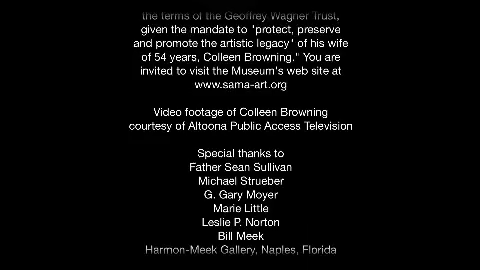 the terms of the Geoffrey Wagner Trust,
given the mandate to "protect, preserve
and promote the artistic legacy" of his wife
of 54 years, Colleen Browning." You are
invited to visit the Museum's web site at
www.sama-art.org
Video footage of Colleen Browning
courtesy of Altoona Public Access Television
Special thanks to
Father Sean Sullivan
Michael Strueber
G. Gary Moyer
Marie Little
Leslie P. Norton
Bill Meek
Harmon-Meek Gallery, Naples, Florida